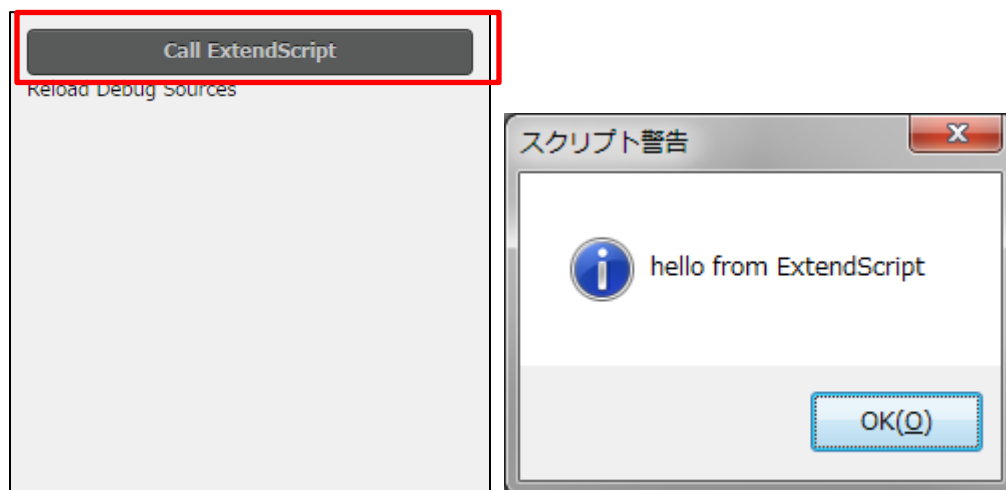 Call ExtendScript
Reload Debug Sources
スクリプト警告
hello from ExtendScript
OK(O)